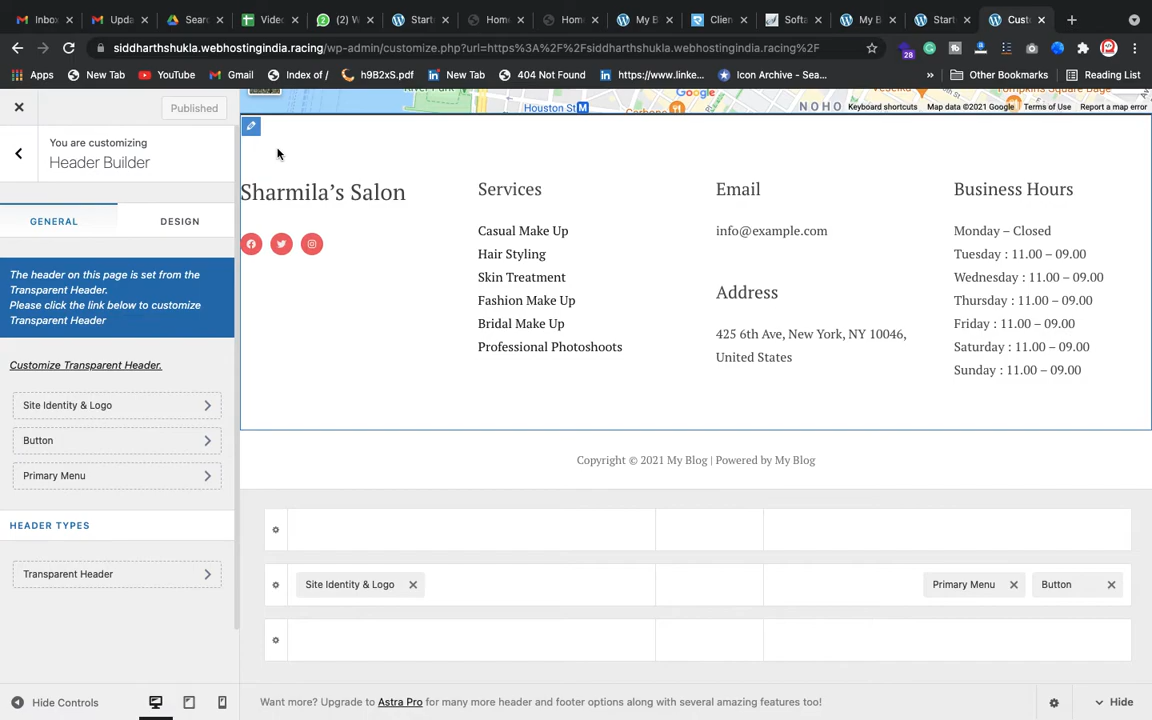 Inbox
Upda
Searc
Video
(2) W
Starte
Home
Home
My B
Clien
Softa
My B
Start
Cust
siddharthshukla.webhostingindia.racing/wp-admin/customize.php?url=https%3A%2F%2Fsiddharthshukla.webhostingindia.racing%2F
28
Apps
New Tab
YouTube
Gmail
Index of /
h9B2xS.pdf
New Tab
404 Not Found
https://www.linke...
Icon Archive - Sea...
»
Other Bookmarks
Reading List
Published
You are customizing
Header Builder
GENERAL
DESIGN
The header on this page is set from the
Transparent Header.
Please click the link below to customize
Transparent Header
Customize Transparent Header.
Site Identity & Logo
Button
Primary Menu
HEADER TYPES
Transparent Header
Hide Controls
Houston St
M
Google
NOHO
Keyboard shortcuts
Map data ©2021 Google
Terms of Use
Report a map error
Sharmila’s Salon
Services
Casual Make Up
Hair Styling
Skin Treatment
Fashion Make Up
Bridal Make Up
Professional Photoshoots
Email
info@example.com
Address
425 6th Ave, New York, NY 10046,
United States
Business Hours
Monday – Closed
Tuesday : 11.00 – 09.00
Wednesday : 11.00 – 09.00
Thursday : 11.00 – 09.00
Friday : 11.00 – 09.00
Saturday : 11.00 – 09.00
Sunday : 11.00 – 09.00
Copyright © 2021 My Blog | Powered by My Blog
Site Identity & Logo
Primary Menu
Button
Want more? Upgrade to Astra Pro for many more header and footer options along with several amazing features too!
Hide